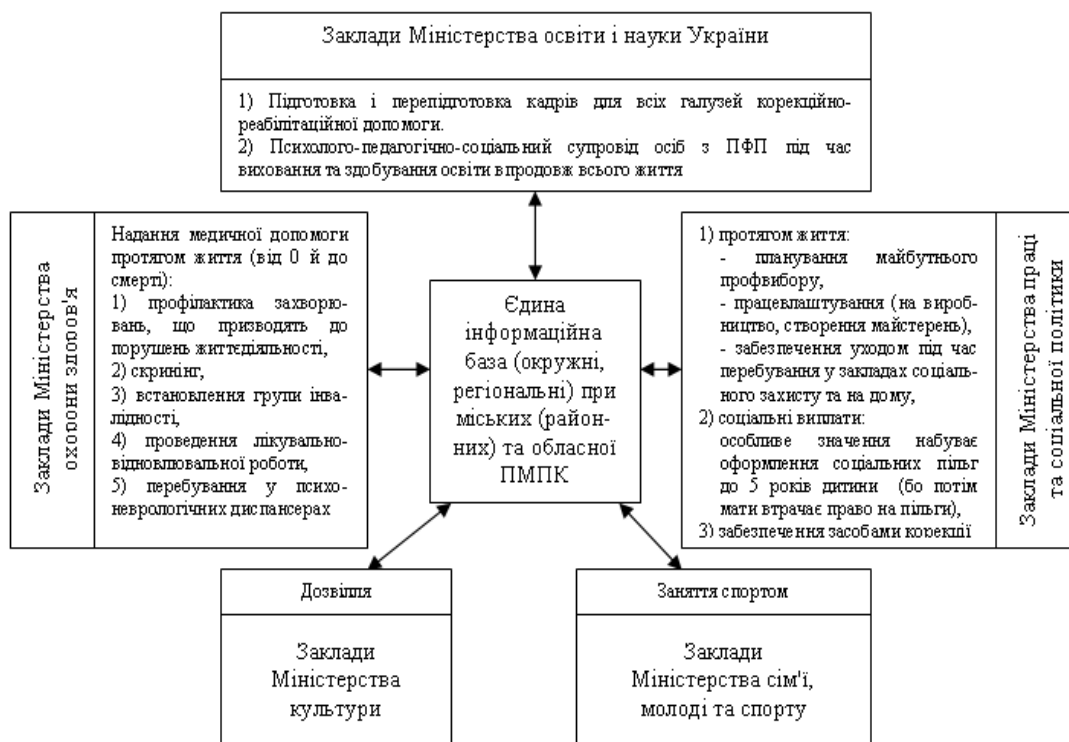 Заклади Міністерства освіти і науки України
1) Підготовка і перепідготовка кадрів для всіх галузей корекційно-
реабілітаційної допомоги.
2) Психолого-педагогічно-соціальний супровід осіб з ПФП під час
виховання та здобування освіти впродовж всього життя
Заклади Міністерства
охорони здоров'я
Надання медичної допомоги
протягом життя (від 0 й до
смерті):
1) профілактика захворю-
вань, що призводять до
порушень життєдіяльності,
2) скринінг,
3) встановлення групи інва-
лідності,
4) проведення лікувально-
відновлювальної роботи,
5) перебування у психо-
неврологічних диспансерах
Єдина
інформаційна
база (окружні,
регіональні) при
міських (район-
них) та обласної
ПМПК
1) протягом життя:
- планування майбутнього
профвибору,
- працевлаштування (на вироб-
ництво, створення майстерень),
- забезпечення уходом під час
перебування у закладах соціаль-
ного захисту та на дому,
2) соціальні виплати:
особливе значення набуває
оформлення соціальних пільг
до 5 років дитини (бо потім
мати втрачає право на пільги),
3) забезпечення засобами корекції
Заклади Міністерства праці
та соціальної політики
Дозвілля
Заклади
Міністерства
культури
Заняття спортом
Заклади
Міністерства сім'ї,
молоді та спорту